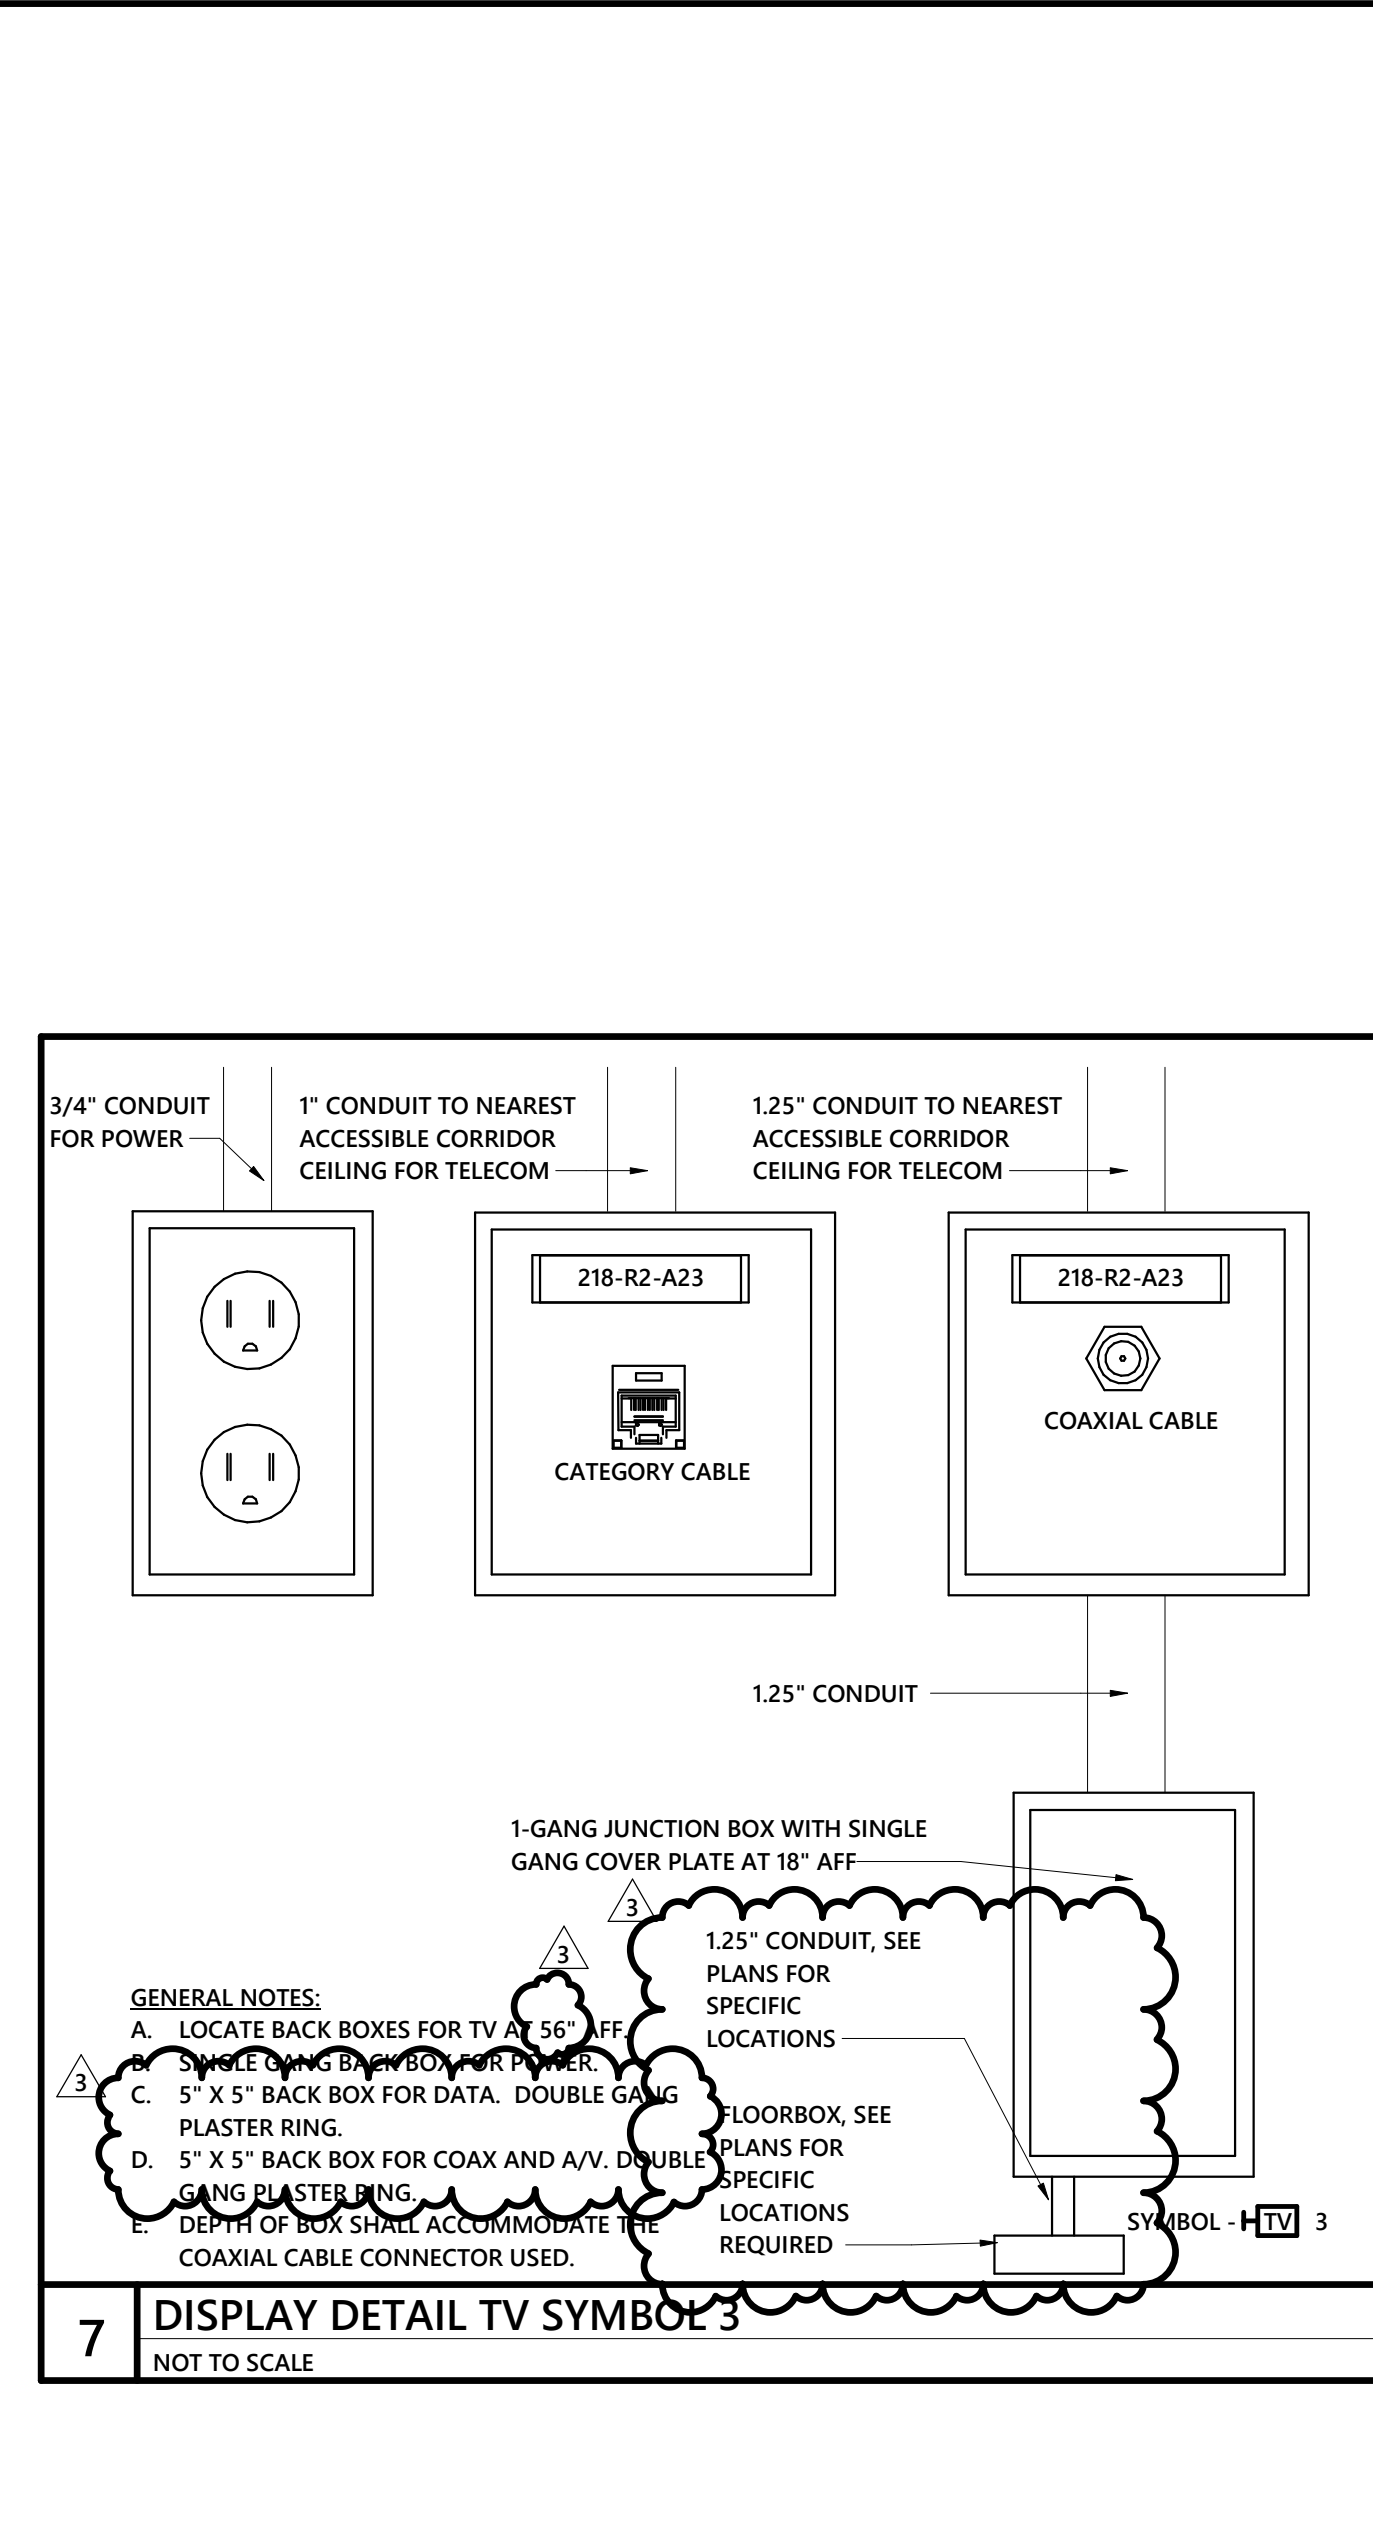 3/4" CONDUIT
FOR POWER
1" CONDUIT TO NEAREST
ACCESSIBLE CORRIDOR
CEILING FOR TELECOM
1.25" CONDUIT TO NEAREST
ACCESSIBLE CORRIDOR
CEILING FOR TELECOM
218-R2-A23
CATEGORY CABLE
218-R2-A23
COAXIAL CABLE
1.25" CONDUIT
1-GANG JUNCTION BOX WITH SINGLE
GANG COVER PLATE AT 18" AFF
3
1.25" CONDUIT, SEE
PLANS FOR
SPECIFIC
LOCATIONS
3
GENERAL NOTES:
A. LOCATE BACK BOXES FOR TV AT 56" AFF.
B. SINGLE GANG BACK BOX FOR POWER.
3
C. 5" X 5" BACK BOX FOR DATA. DOUBLE GANG
PLASTER RING.
D. 5" X 5" BACK BOX FOR COAX AND A/V. DOUBLE
GANG PLASTER RING.
E. DEPTH OF BOX SHALL ACCOMMODATE THE
COAXIAL CABLE CONNECTOR USED.
FLOORBOX, SEE
PLANS FOR
SPECIFIC
LOCATIONS
REQUIRED
SYMBOL - TV 3
7
DISPLAY DETAIL TV SYMBOL 3
NOT TO SCALE